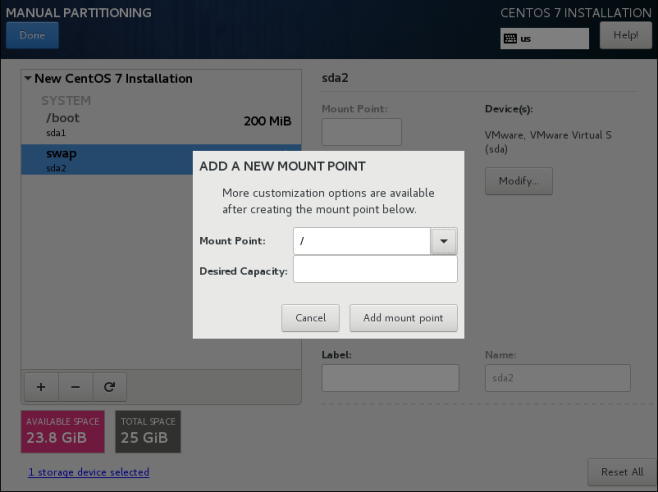 MANUAL PARTITIONING
CENTOS 7 INSTALLATION
Done
us
Help!
New CentOS 7 Installation
SYSTEM
/boot
200 MiB
sda1
swap
sda2
sda2
Mount Point:
Device(s):
VMware, VMware Virtual S
(sda)
Modify...
ADD A NEW MOUNT POINT
More customization options are available
after creating the mount point below.
Mount Point:
/
Desired Capacity:
Cancel
Add mount point
Label:
Name:
sda2
+
−
AVAILABLE SPACE
23.8 GiB
TOTAL SPACE
25 GiB
1 storage device selected
Reset All